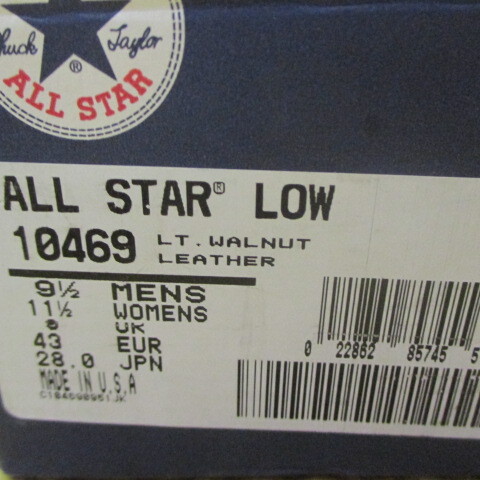 Chuck Taylor
®
ALL STAR
ALL STAR® LOW
10469 LT. WALNUT
LEATHER
9½ MENS
11½ WOMENS
UK
43 EUR
28.0 JPN
MADE IN U.S.A
0 22862 85745 5